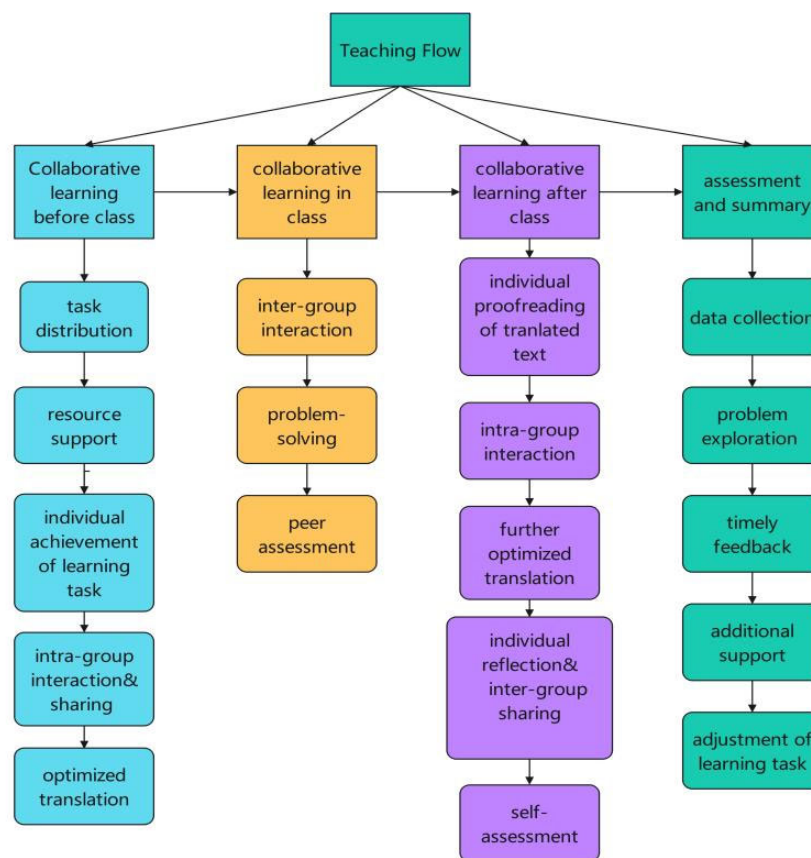 Teaching Flow
Collaborative
learning
before class
collaborative
learning in
class
collaborative
learning after
class
assessment
and summary
task
distribution
resource
support
individual
achievement
of learning
task
intra-group
interaction&
sharing
optimized
translation
inter-group
interaction
problem-
solving
peer
assessment
individual
proofreading
of tranlated
text
intra-group
interaction
further
optimized
translation
individual
reflection&
inter-group
sharing
self-
assessment
data collection
problem
exploration
timely
feedback
additional
support
adjustment of
learning task